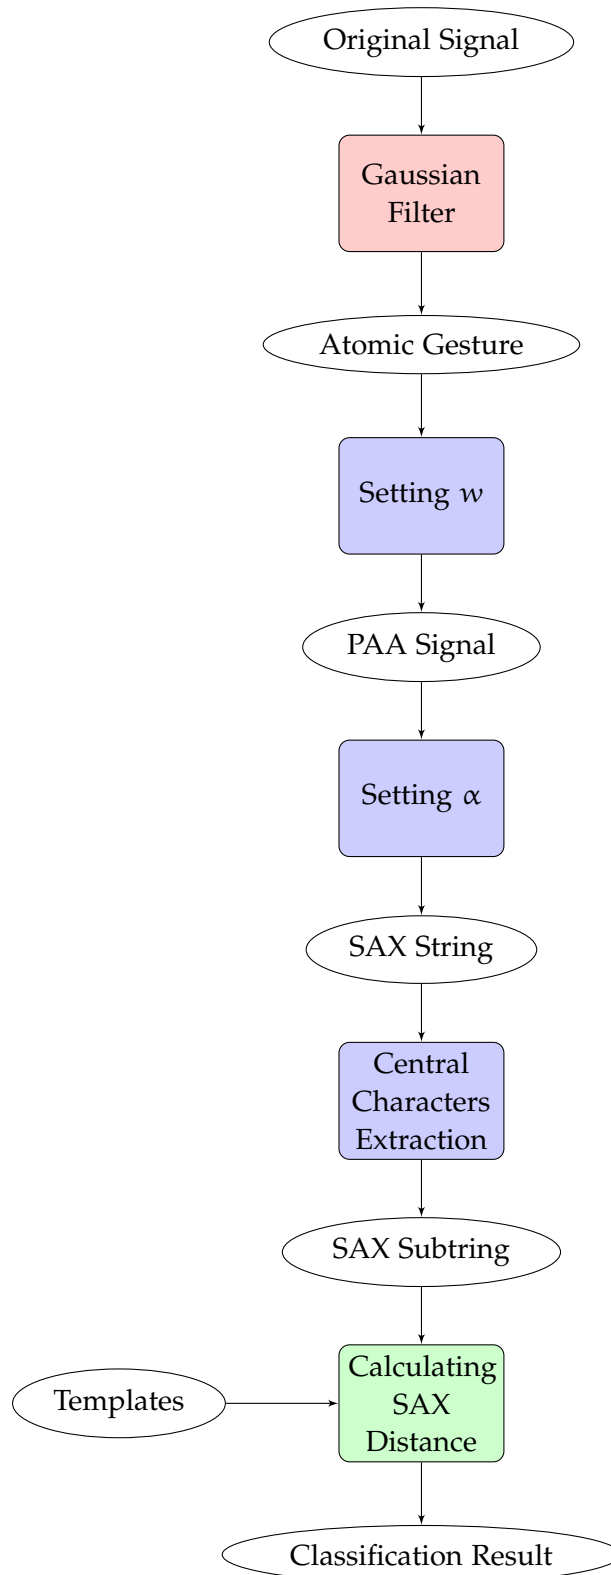 Original Signal
Gaussian
Filter
Atomic Gesture
Setting w
PAA Signal
Setting α
SAX String
Central
Characters
Extraction
SAX Subtring
Templates
Calculating
SAX
Distance
Classification Result